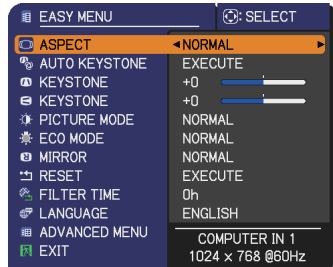 EASY MENU : SELECT
ASPECT NORMAL
AUTO KEYSTONE EXECUTE
KEYSTONE +0
KEYSTONE +0
PICTURE MODE NORMAL
ECO MODE NORMAL
MIRROR NORMAL
RESET EXECUTE
FILTER TIME 0h
LANGUAGE ENGLISH
ADVANCED MENU COMPUTER IN 1
EXIT 1024 x 768 @60Hz